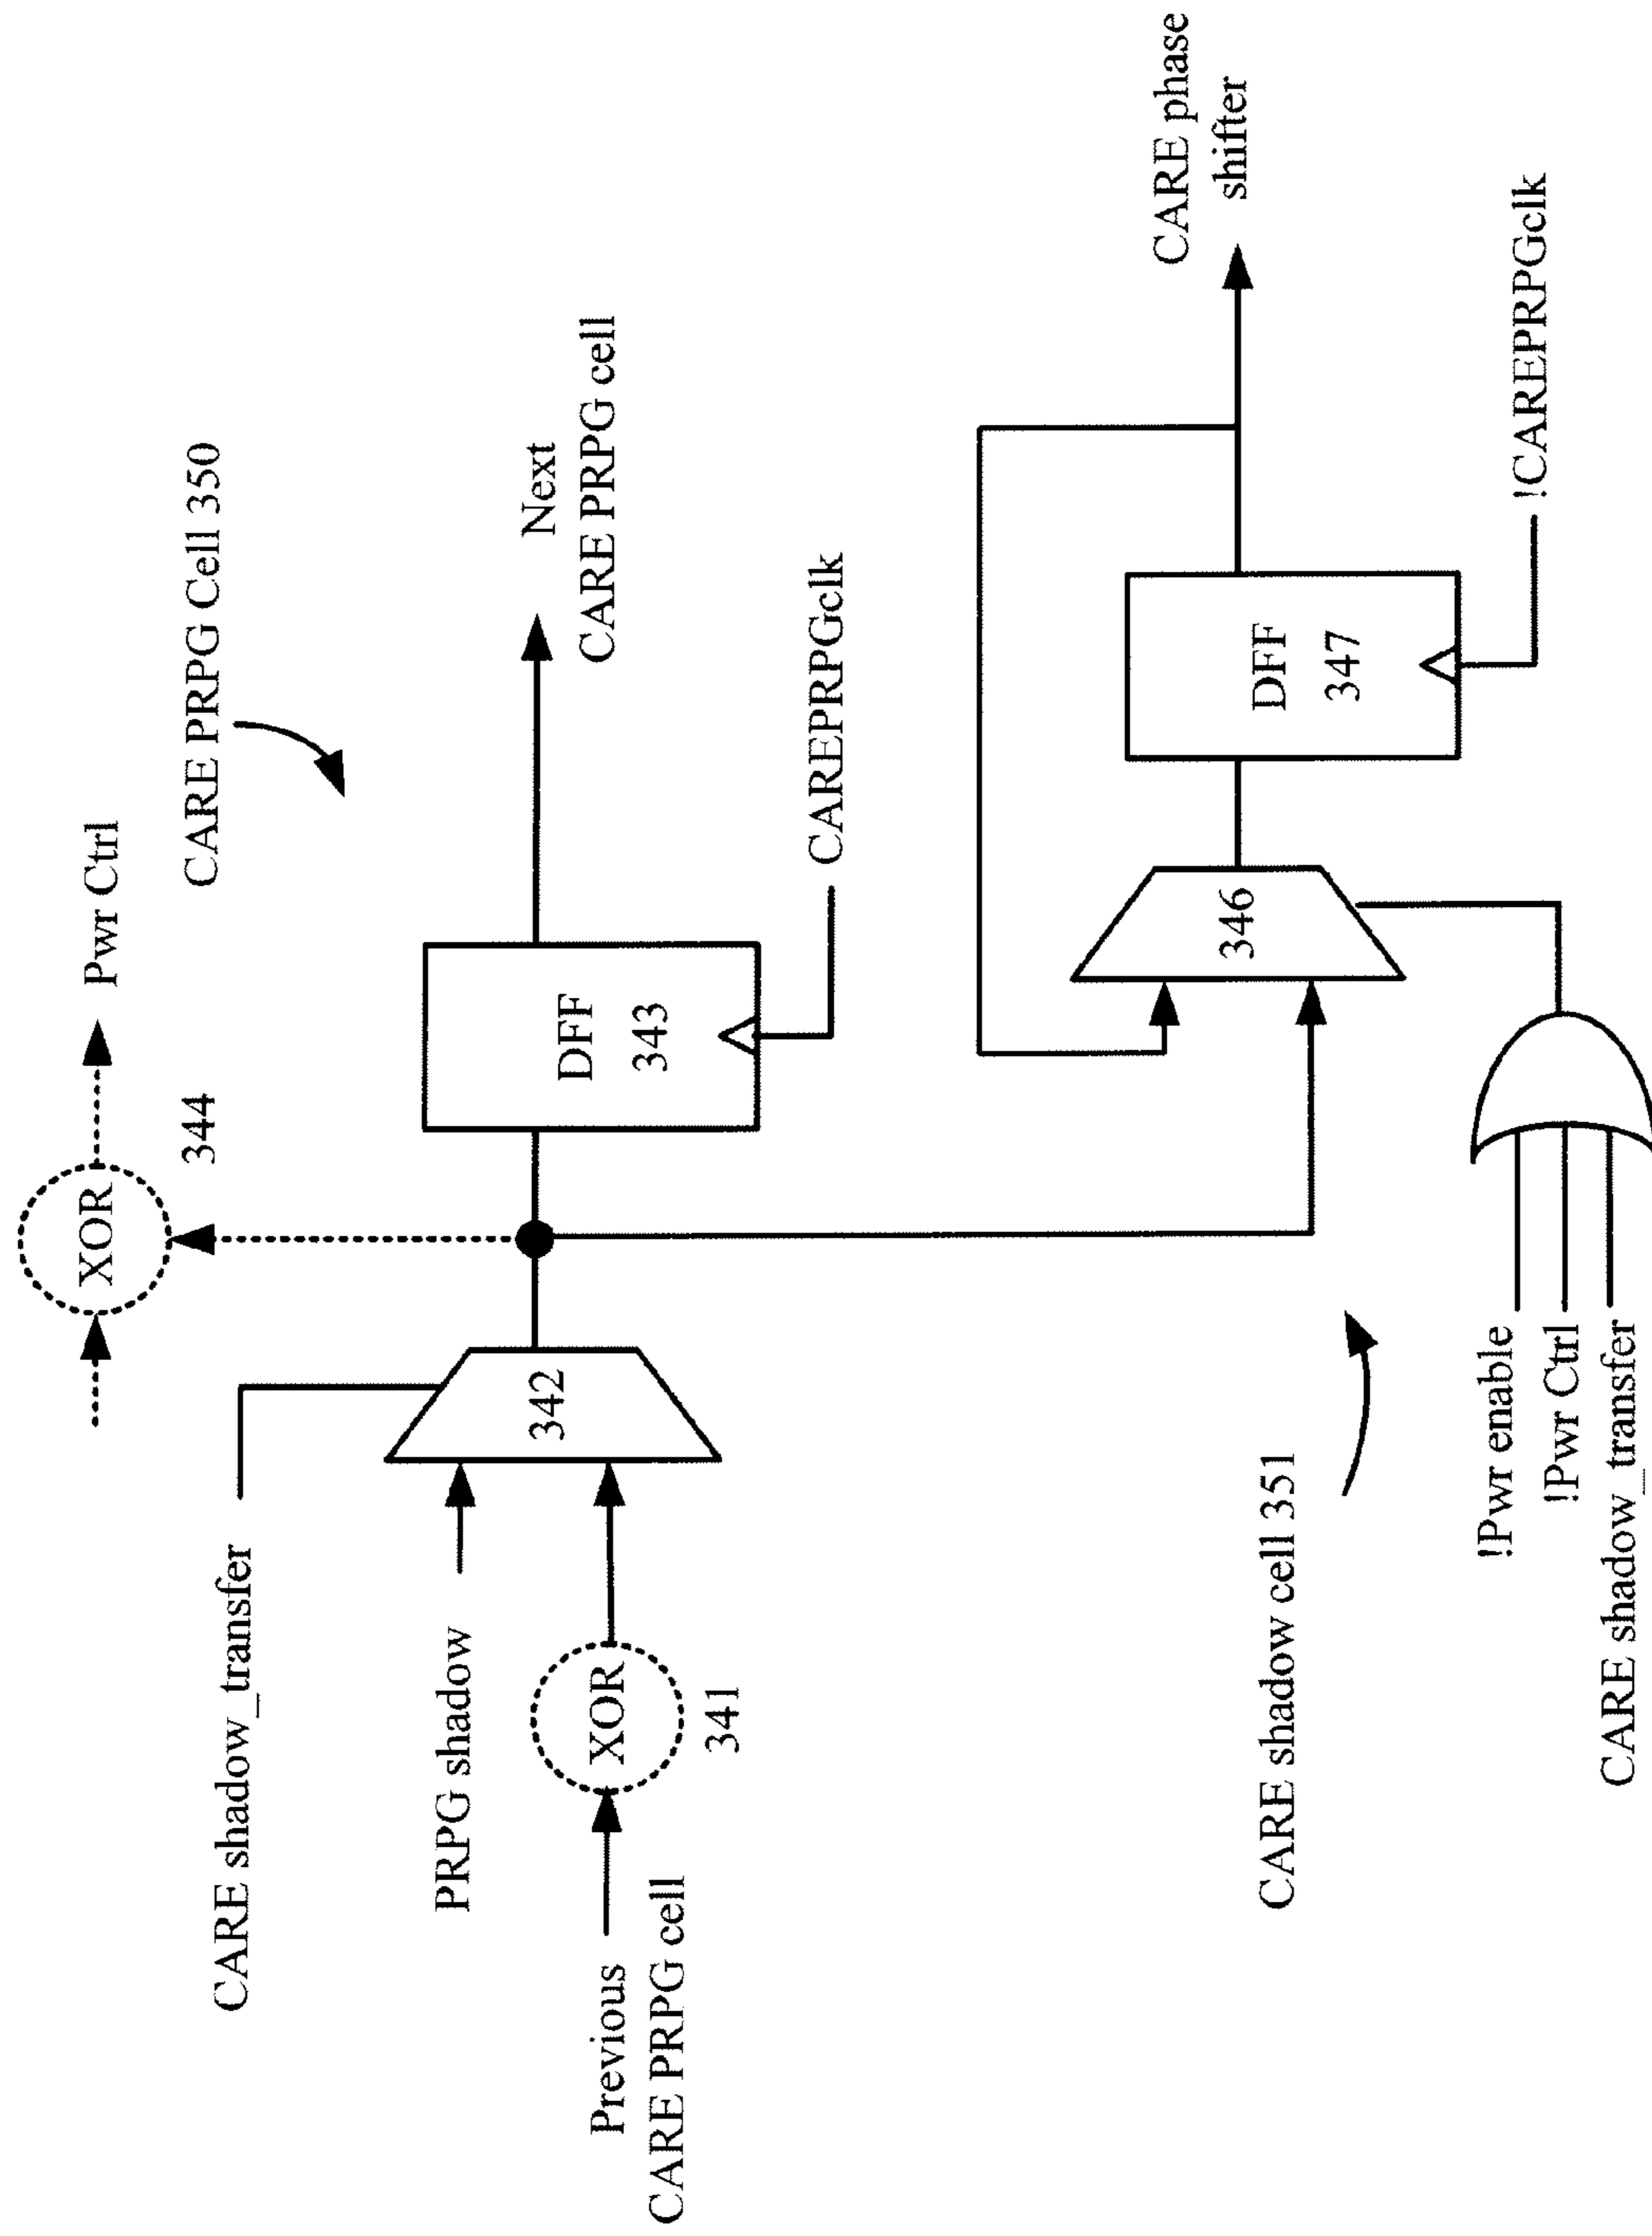 XOR
344
Pwr Ctrl
CARE PRPG Cell 350
CARE shadow_transfer
PRPG shadow
342
DFF
343
Next
CARE PRPG cell
XOR
341
Previous
CARE PRPG cell
CAREPRPGclk
CARE shadow cell 351
346
DFF
347
CARE phase
shifter
!CAREPRPGclk
!Pwr enable
!Pwr Ctrl
CARE shadow_transfer